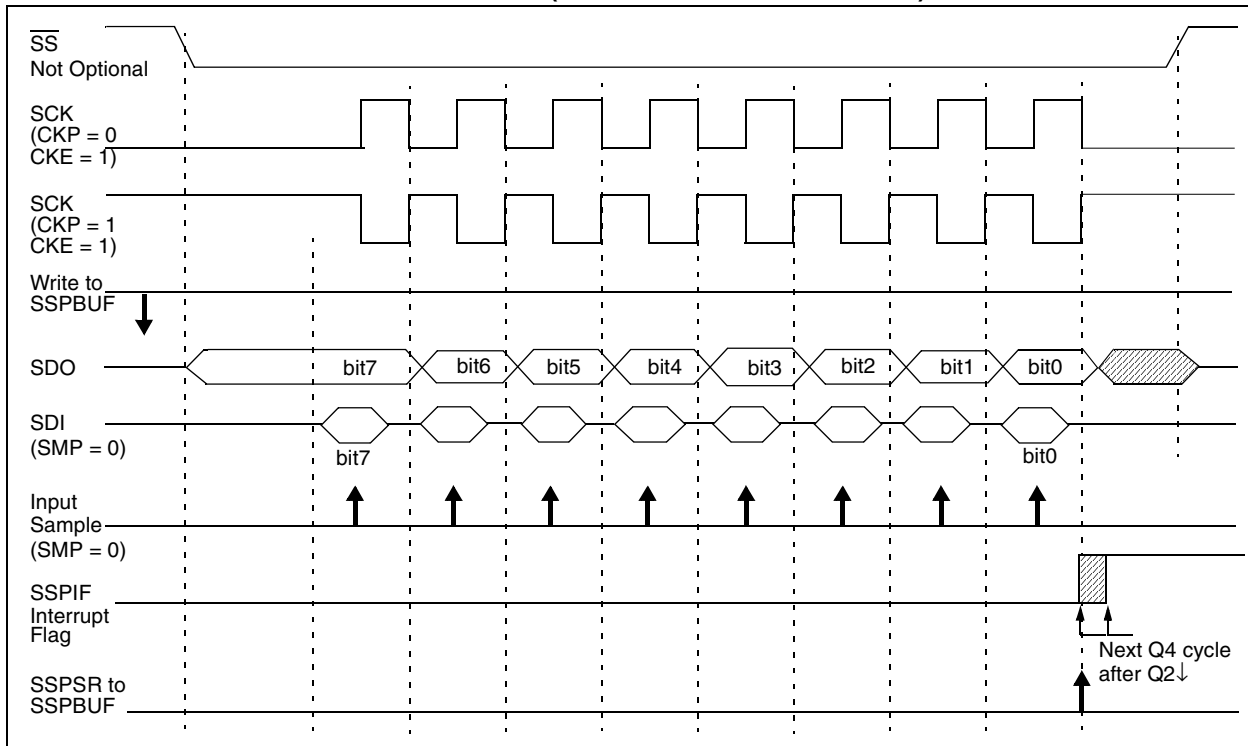 SS
Not Optional
SCK
(CKP = 0
CKE = 1)
SCK
(CKP = 1
CKE = 1)
Write to
SSPBUF
SDO
bit7 bit6 bit5 bit4 bit3 bit2 bit1 bit0
SDI
(SMP = 0)
bit7 bit0
Input
Sample
(SMP = 0)
SSPIF
Interrupt
Flag
Next Q4 cycle
after Q2↓
SSPSR to
SSPBUF